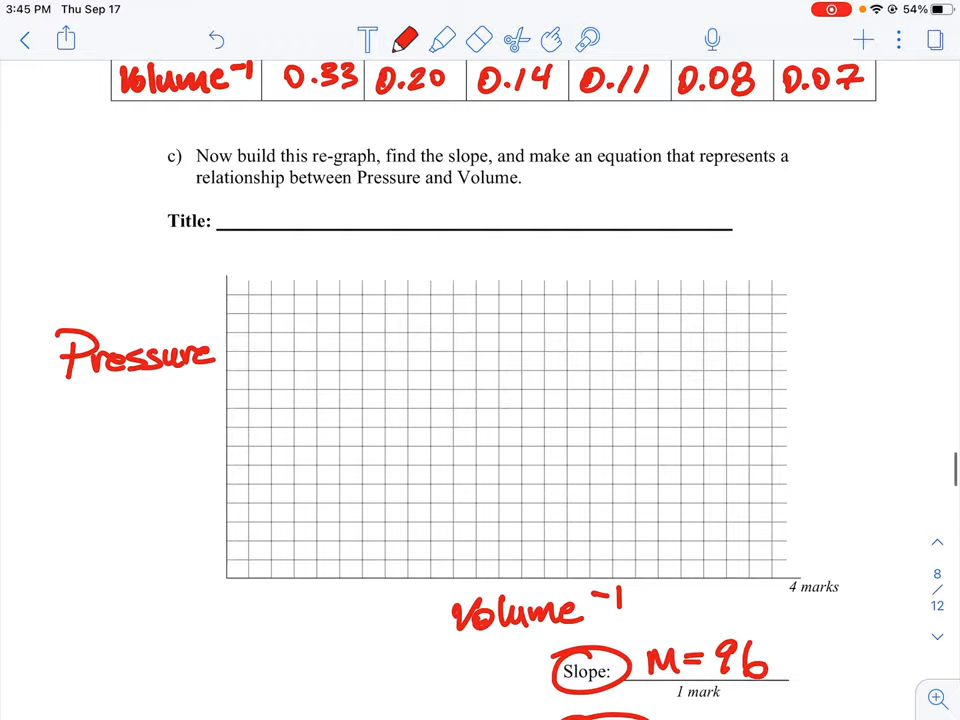 3:45 PM Thu Sep 17 54%
T
Volume⁻¹ 0.33 0.20 0.14 0.11 0.08 0.07
c) Now build this re-graph, find the slope, and make an equation that represents a
relationship between Pressure and Volume.
Title:
Pressure
4 marks
Volume⁻¹
8
/
12
Slope: M=96
1 mark